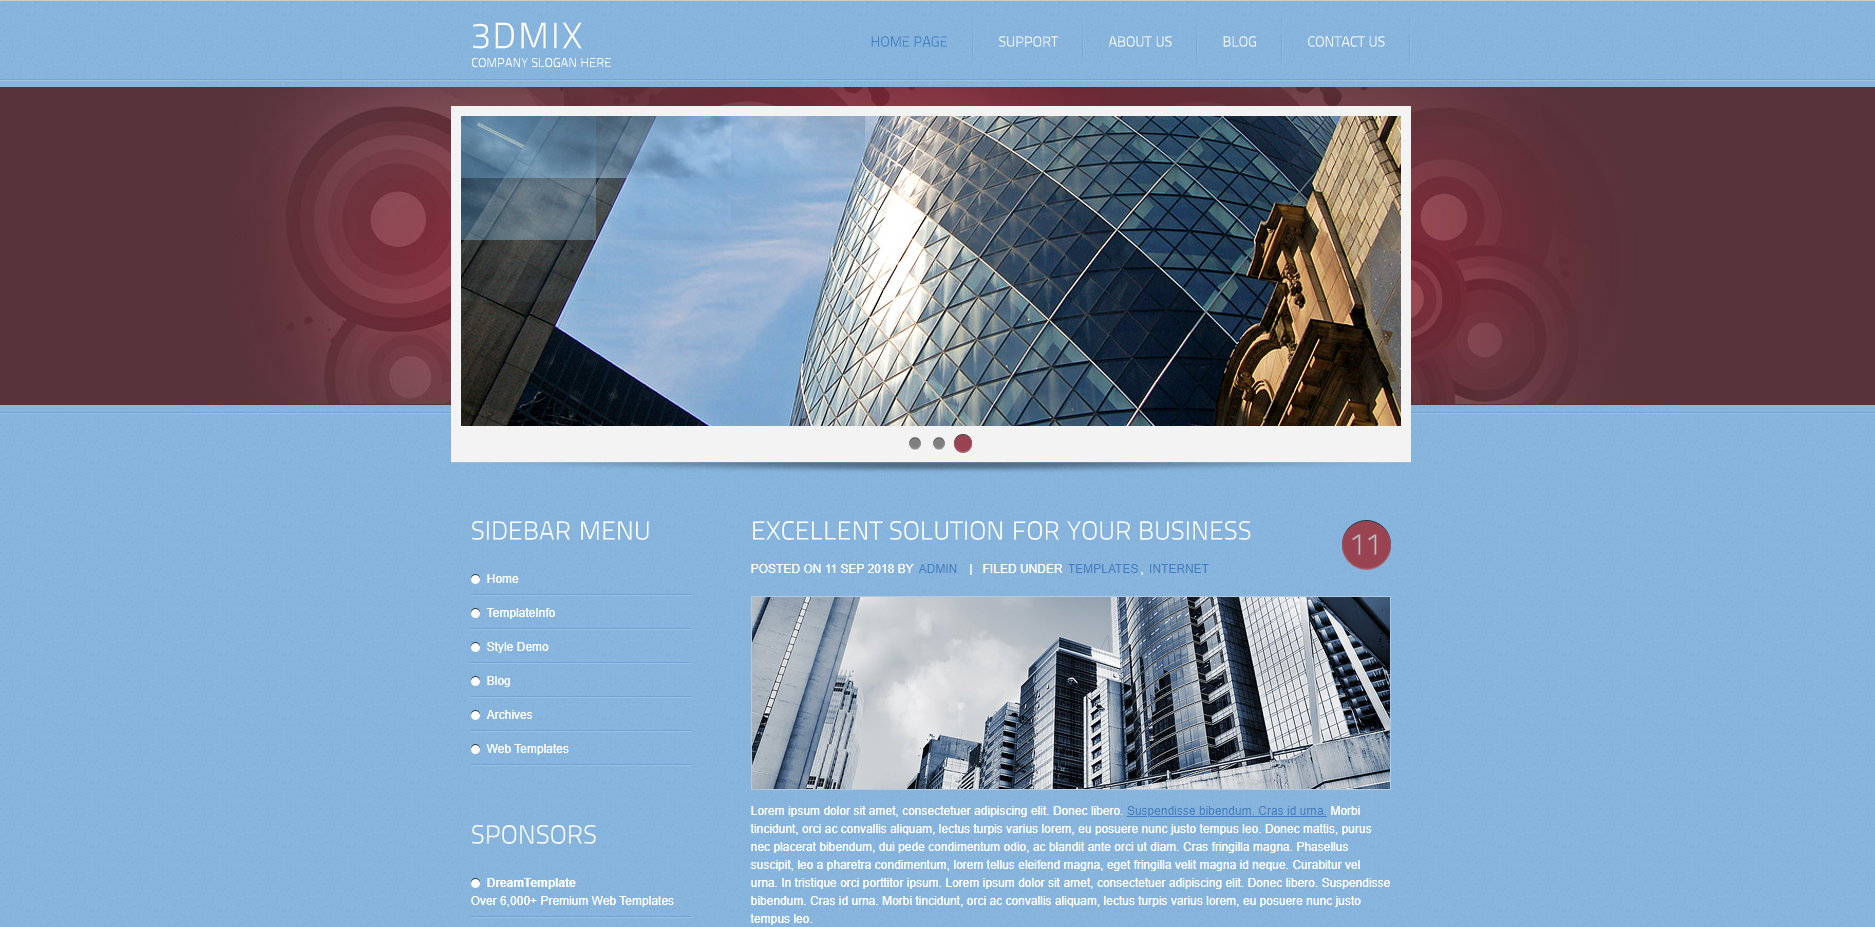 3DMIX
COMPANY SLOGAN HERE
HOME PAGE
SUPPORT
ABOUT US
BLOG
CONTACT US
SIDEBAR MENU
Home
TemplateInfo
Style Demo
Blog
Archives
Web Templates
SPONSORS
DreamTemplate
Over 6,000+ Premium Web Templates
EXCELLENT SOLUTION FOR YOUR BUSINESS
11
POSTED ON 11 SEP 2018 BY ADMIN | FILED UNDER TEMPLATES, INTERNET
Lorem ipsum dolor sit amet, consectetuer adipiscing elit. Donec libero. Suspendisse bibendum. Cras id urna. Morbi
tincidunt, orci ac convallis aliquam, lectus turpis varius lorem, eu posuere nunc justo tempus leo. Donec mattis, purus
nec placerat bibendum, dui pede condimentum odio, ac blandit ante orci ut diam. Cras fringilla magna. Phasellus
suscipit, leo a pharetra condimentum, lorem tellus eleifend magna, eget fringilla velit magna id neque. Curabitur vel
urna. In tristique orci porttitor ipsum. Lorem ipsum dolor sit amet, consectetuer adipiscing elit. Donec libero. Suspendisse
bibendum. Cras id urna. Morbi tincidunt, orci ac convallis aliquam, lectus turpis varius lorem, eu posuere nunc justo
tempus leo.